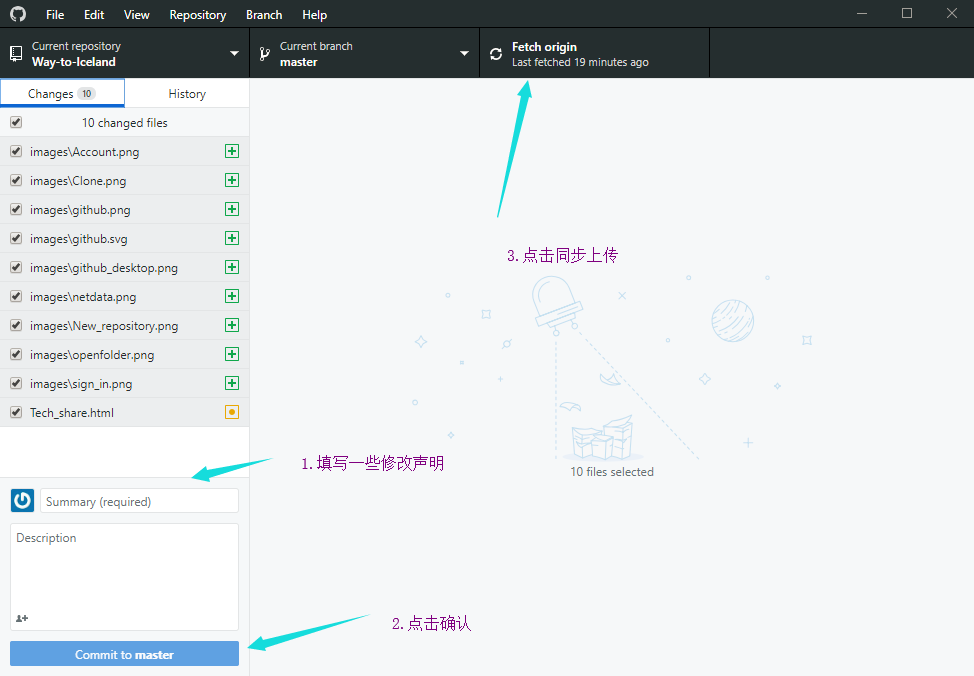 File Edit View Repository Branch Help
Current repository
Way-to-Iceland
Current branch
master
Fetch origin
Last fetched 19 minutes ago
Changes 10
History
10 changed files
images\Account.png
images\Clone.png
images\github.png
images\github.svg
images\github_desktop.png
images\netdata.png
images\New_repository.png
images\openfolder.png
images\sign_in.png
Tech_share.html
3.点击同步上传
10 files selected
1.填写一些修改声明
Summary (required)
Description
2.点击确认
Commit to master